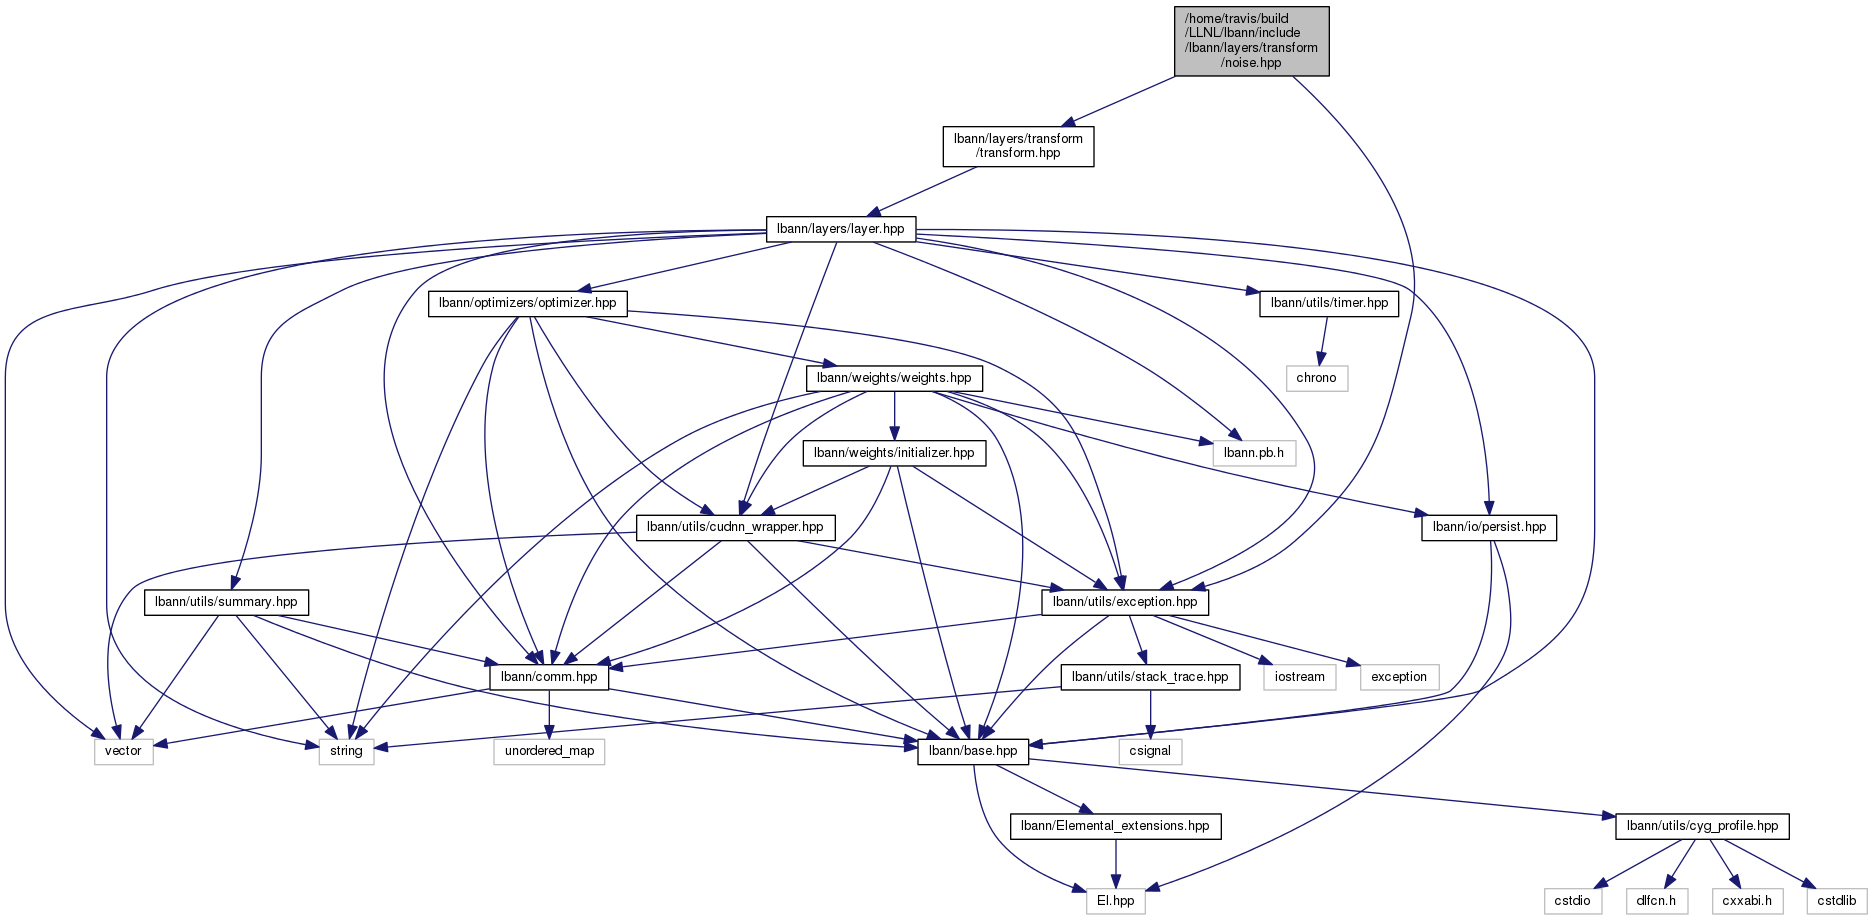 /home/travis/build
/LLNL/lbann/include
/lbann/layers/transform
/noise.hpp
lbann/layers/transform
/transform.hpp
lbann/layers/layer.hpp
lbann/optimizers/optimizer.hpp
lbann/utils/timer.hpp
lbann/weights/weights.hpp
chrono
lbann/weights/initializer.hpp
lbann.pb.h
lbann/utils/cudnn_wrapper.hpp
lbann/io/persist.hpp
lbann/utils/summary.hpp
lbann/utils/exception.hpp
lbann/comm.hpp
lbann/utils/stack_trace.hpp
iostream
exception
vector
string
unordered_map
lbann/base.hpp
csignal
lbann/Elemental_extensions.hpp
lbann/utils/cyg_profile.hpp
El.hpp
cstdio
dlfcn.h
cxxabi.h
cstdlib